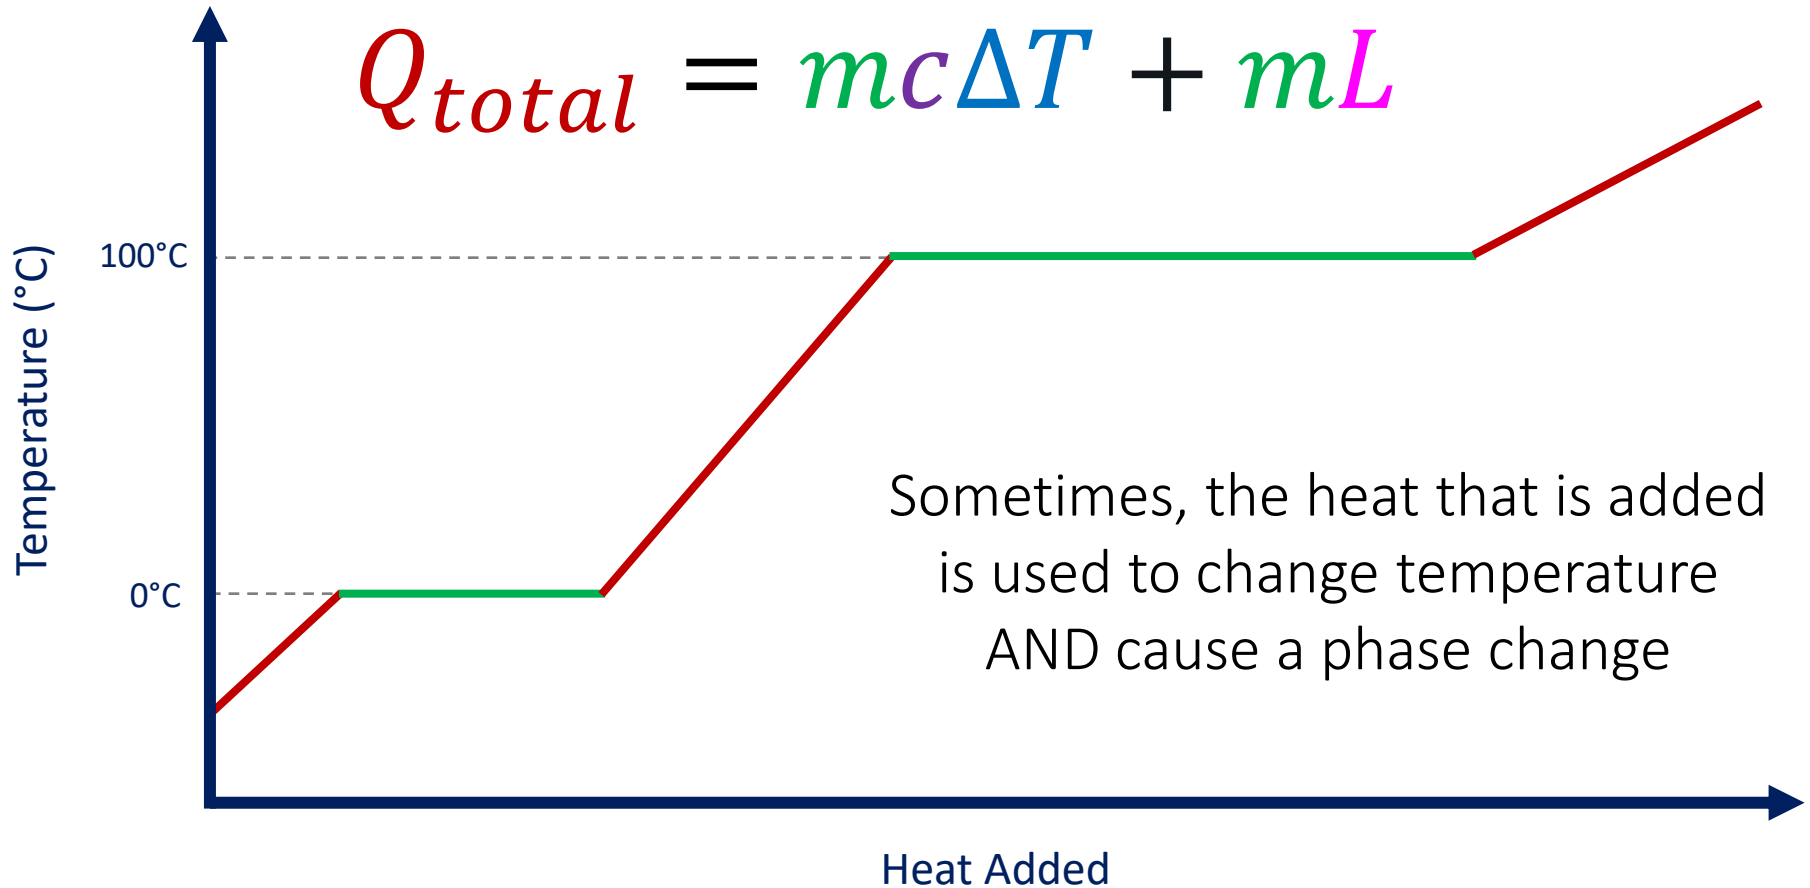 Q_total = mcΔT + mL
100°C
Temperature (°C)
0°C
Sometimes, the heat that is added
is used to change temperature
AND cause a phase change
Heat Added